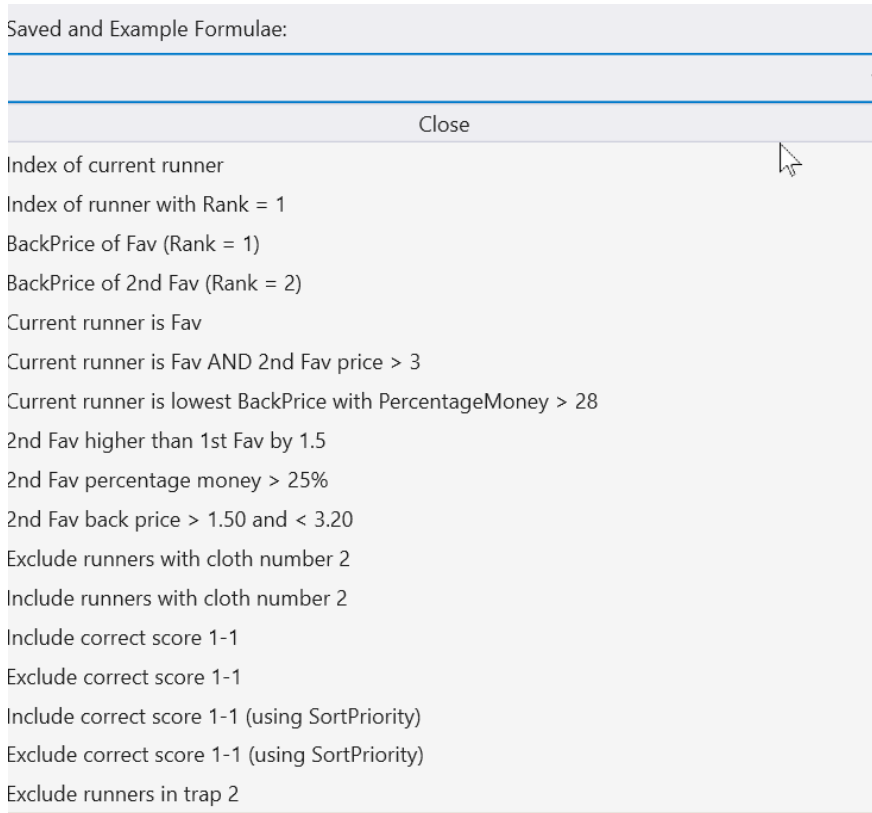 Saved and Example Formulae:
Close
Index of current runner
Index of runner with Rank = 1
BackPrice of Fav (Rank = 1)
BackPrice of 2nd Fav (Rank = 2)
Current runner is Fav
Current runner is Fav AND 2nd Fav price > 3
Current runner is lowest BackPrice with PercentageMoney > 28
2nd Fav higher than 1st Fav by 1.5
2nd Fav percentage money > 25%
2nd Fav back price > 1.50 and < 3.20
Exclude runners with cloth number 2
Include runners with cloth number 2
Include correct score 1-1
Exclude correct score 1-1
Include correct score 1-1 (using SortPriority)
Exclude correct score 1-1 (using SortPriority)
Exclude runners in trap 2